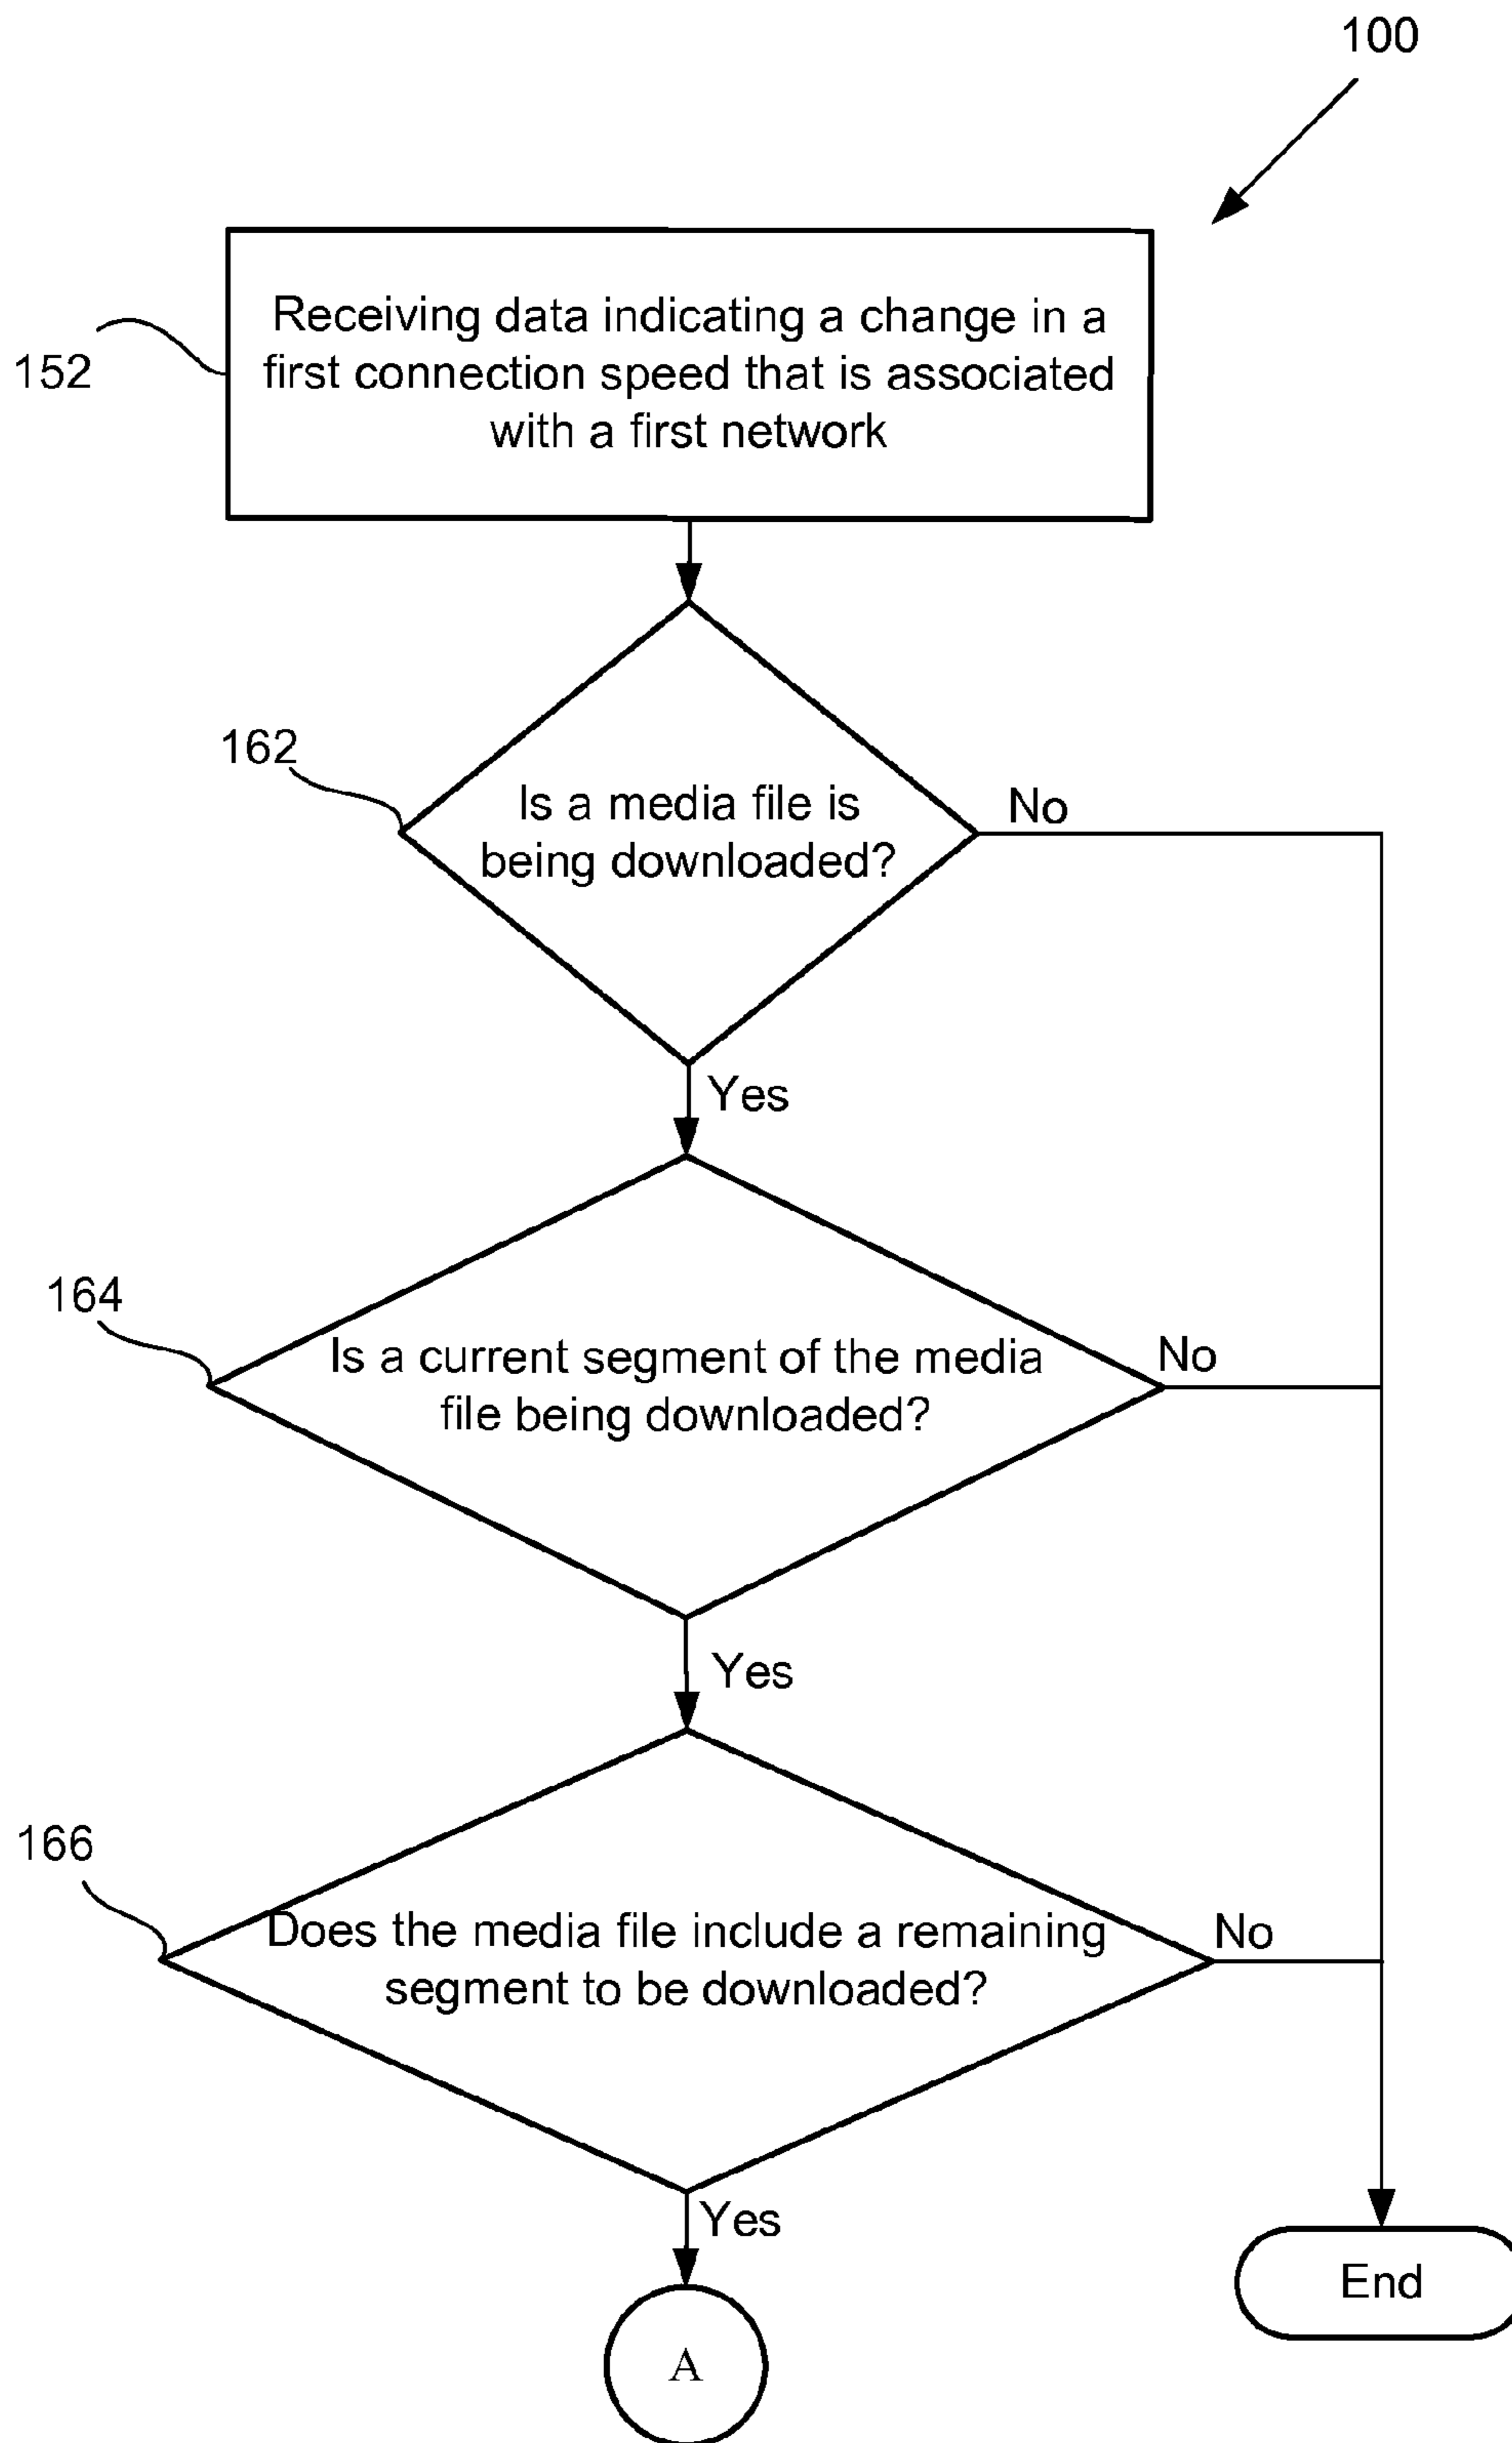 100
Receiving data indicating a change in a
first connection speed that is associated
with a first network
152
162
Is a media file is
being downloaded?
No
Yes
164
Is a current segment of the media
file being downloaded?
No
Yes
166
Does the media file include a remaining
segment to be downloaded?
No
Yes
End
A